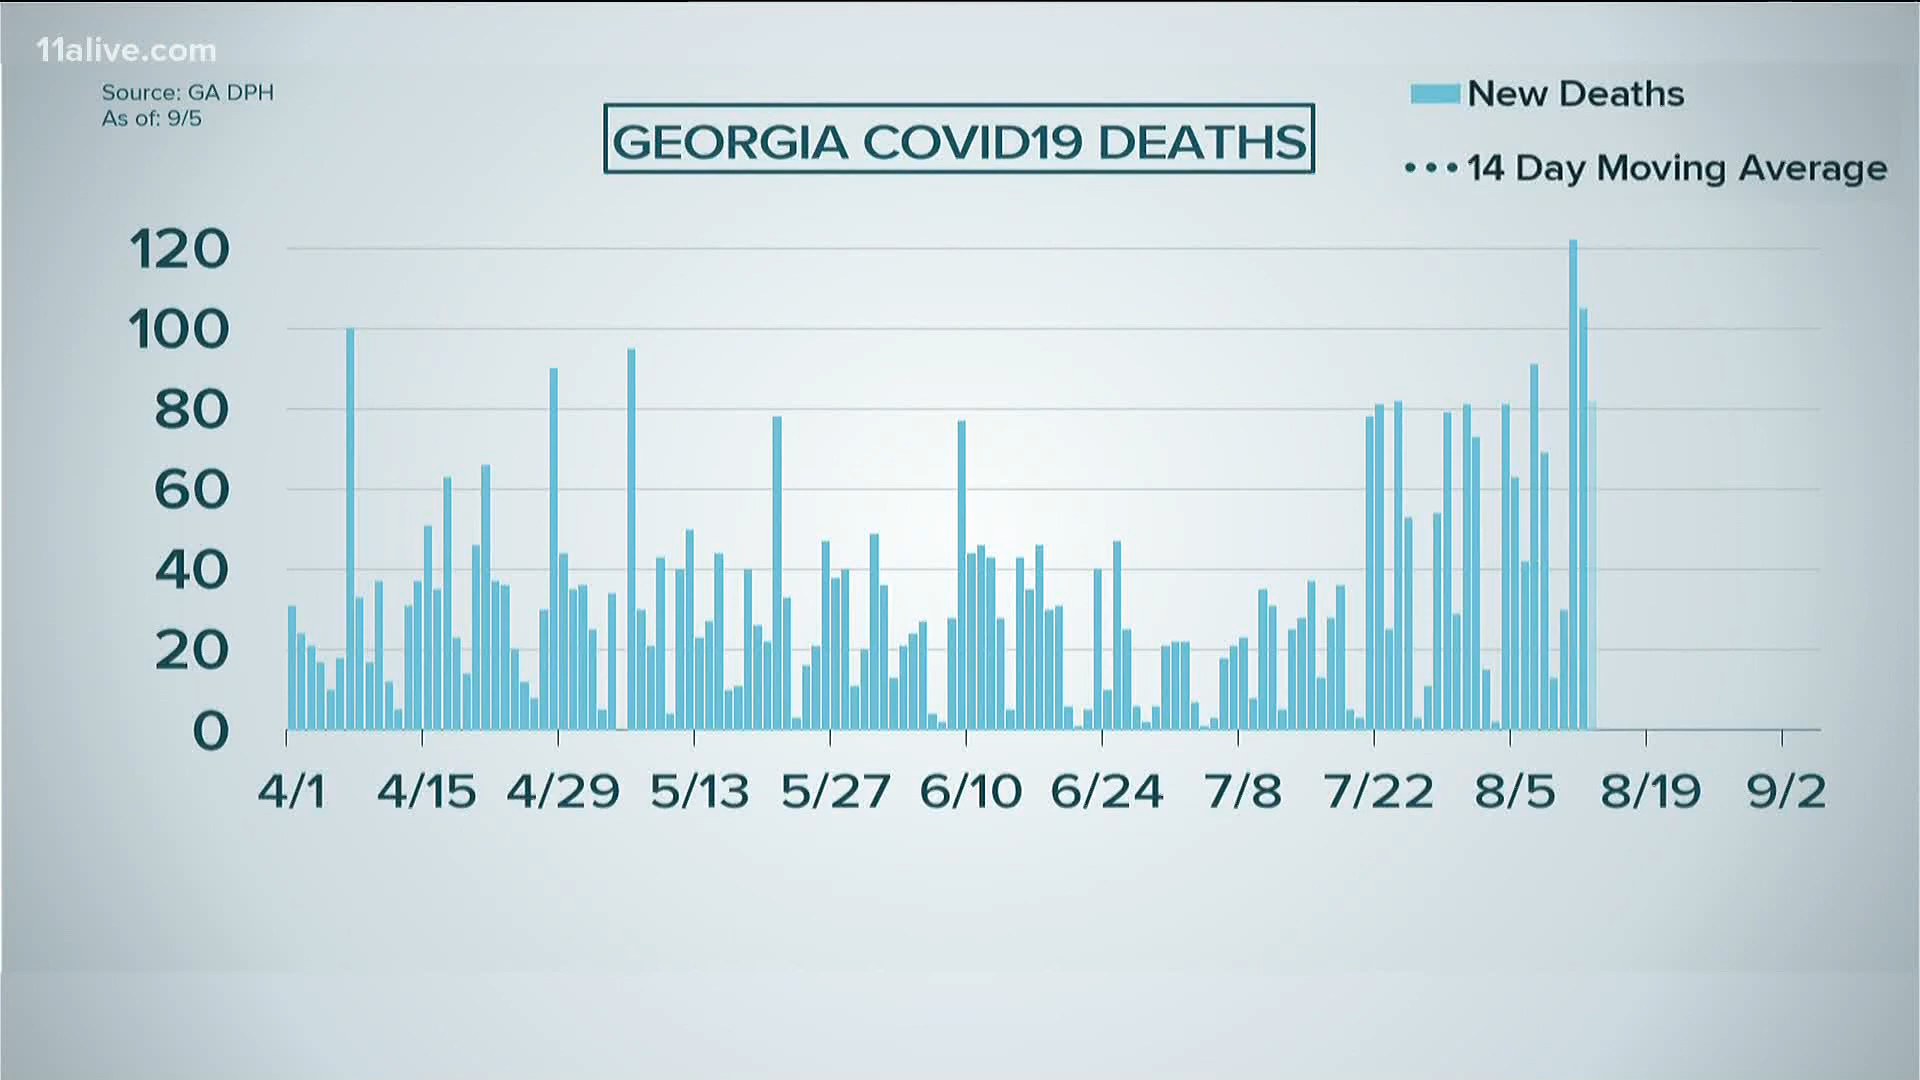 11alive.com
Source: GA DPH
As of: 9/5
GEORGIA COVID19 DEATHS
New Deaths
14 Day Moving Average
120
100
80
60
40
20
0
4/1 4/15 4/29 5/13 5/27 6/10 6/24 7/8 7/22 8/5 8/19 9/2